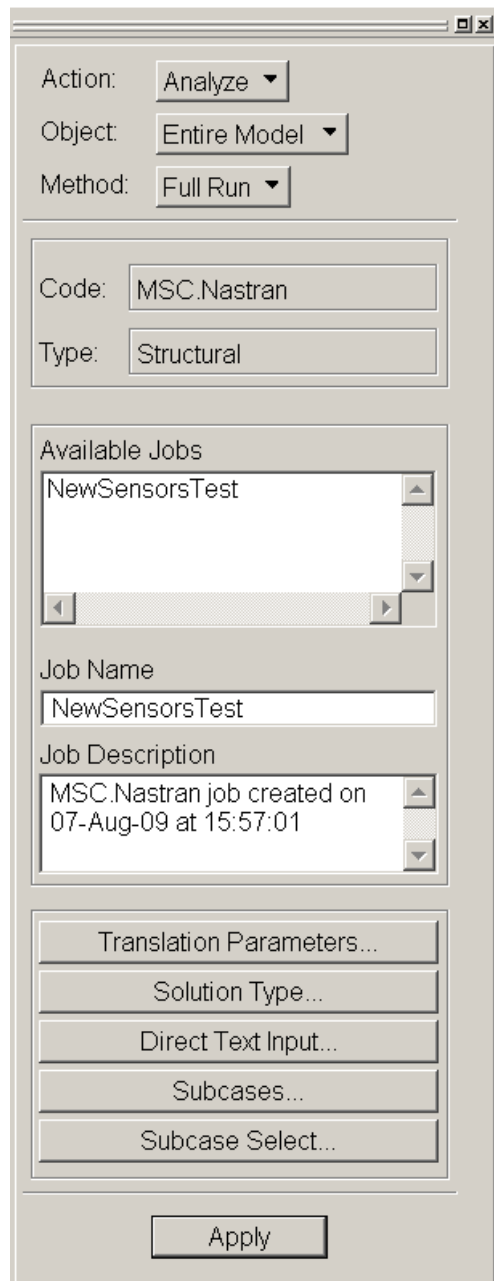 Action: Analyze
Object: Entire Model
Method: Full Run
Code: MSC.Nastran
Type: Structural
Available Jobs
NewSensorsTest
Job Name
NewSensorsTest
Job Description
MSC.Nastran job created on
07-Aug-09 at 15:57:01
Translation Parameters...
Solution Type...
Direct Text Input...
Subcases...
Subcase Select...
Apply